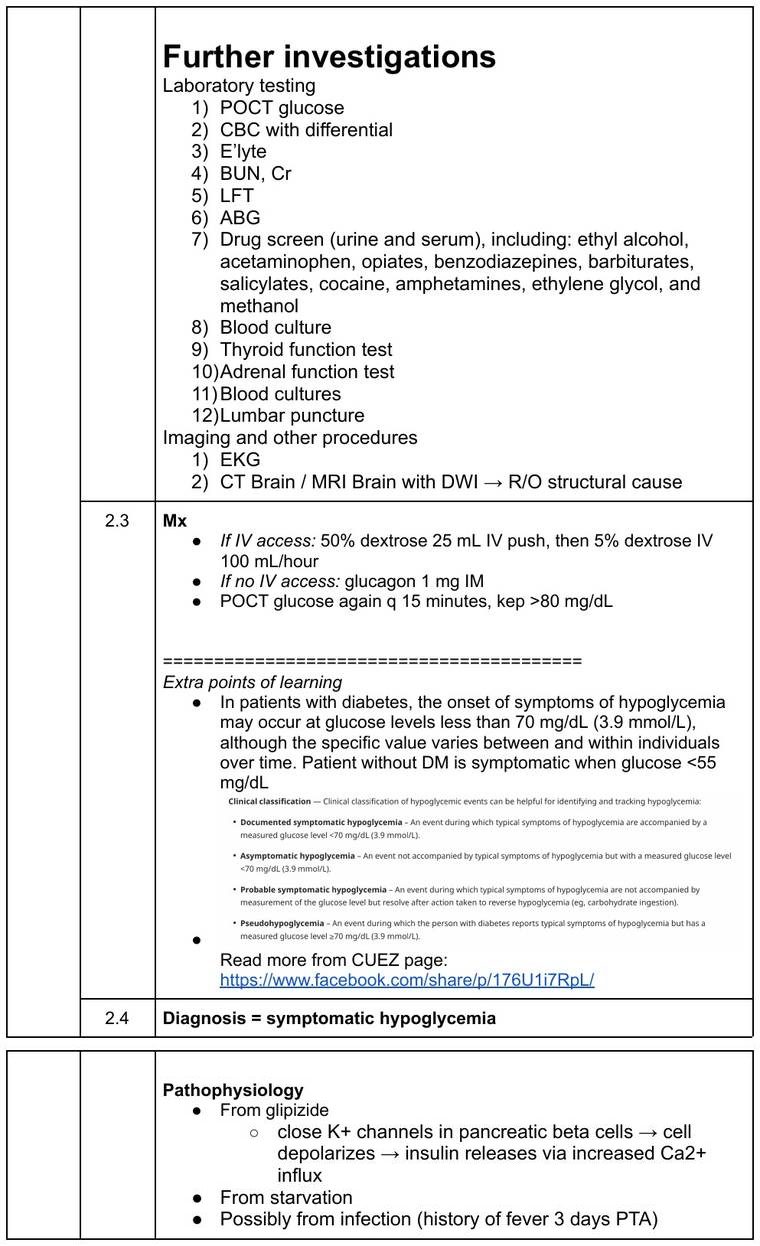 Further investigations
Laboratory testing
1) POCT glucose
2) CBC with differential
3) E'lyte
4) BUN, Cr
5) LFT
6) ABG
7) Drug screen (urine and serum), including: ethyl alcohol,
acetaminophen, opiates, benzodiazepines, barbiturates,
salicylates, cocaine, amphetamines, ethylene glycol, and
methanol
8) Blood culture
9) Thyroid function test
10)Adrenal function test
11)Blood cultures
12)Lumbar puncture
Imaging and other procedures
1) EKG
2) CT Brain / MRI Brain with DWI → R/O structural cause
2.3
Mx
● If IV access: 50% dextrose 25 mL IV push, then 5% dextrose IV
100 mL/hour
● If no IV access: glucagon 1 mg IM
● POCT glucose again q 15 minutes, kep >80 mg/dL
=========================================
Extra points of learning
● In patients with diabetes, the onset of symptoms of hypoglycemia
may occur at glucose levels less than 70 mg/dL (3.9 mmol/L),
although the specific value varies between and within individuals
over time. Patient without DM is symptomatic when glucose <55
mg/dL
Clinical classification — Clinical classification of hypoglycemic events can be helpful for identifying and tracking hypoglycemia:
• Documented symptomatic hypoglycemia – An event during which typical symptoms of hypoglycemia are accompanied by a
measured glucose level <70 mg/dL (3.9 mmol/L).
• Asymptomatic hypoglycemia – An event not accompanied by typical symptoms of hypoglycemia but with a measured glucose level
<70 mg/dL (3.9 mmol/L).
• Probable symptomatic hypoglycemia – An event during which typical symptoms of hypoglycemia are not accompanied by
measurement of the glucose level but resolve after action taken to reverse hypoglycemia (eg, carbohydrate ingestion).
• Pseudohypoglycemia – An event during which the person with diabetes reports typical symptoms of hypoglycemia but has a
measured glucose level ≥70 mg/dL (3.9 mmol/L).
●
Read more from CUEZ page:
https://www.facebook.com/share/p/176U1i7RpL/
2.4
Diagnosis = symptomatic hypoglycemia
Pathophysiology
● From glipizide
○ close K+ channels in pancreatic beta cells → cell
depolarizes → insulin releases via increased Ca2+
influx
● From starvation
● Possibly from infection (history of fever 3 days PTA)